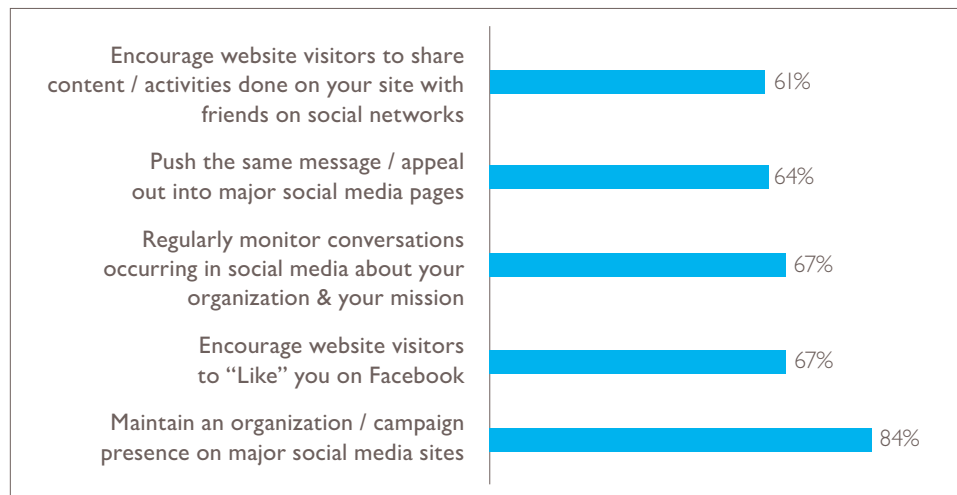 Encourage website visitors to share
content / activities done on your site with
friends on social networks
61%
Push the same message / appeal
out into major social media pages
64%
Regularly monitor conversations
occurring in social media about your
organization & your mission
67%
Encourage website visitors
to “Like” you on Facebook
67%
Maintain an organization / campaign
presence on major social media sites
84%